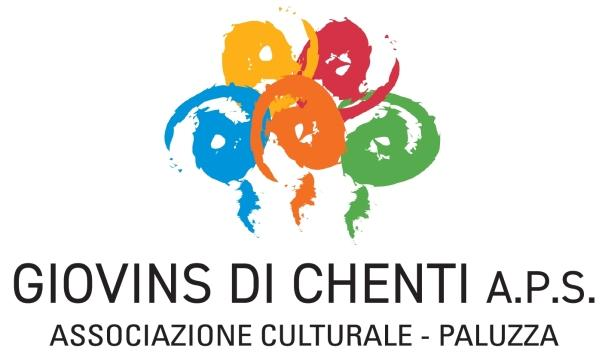 GIOVINS DI CHENTI A.P.S.
ASSOCIAZIONE CULTURALE - PALUZZA